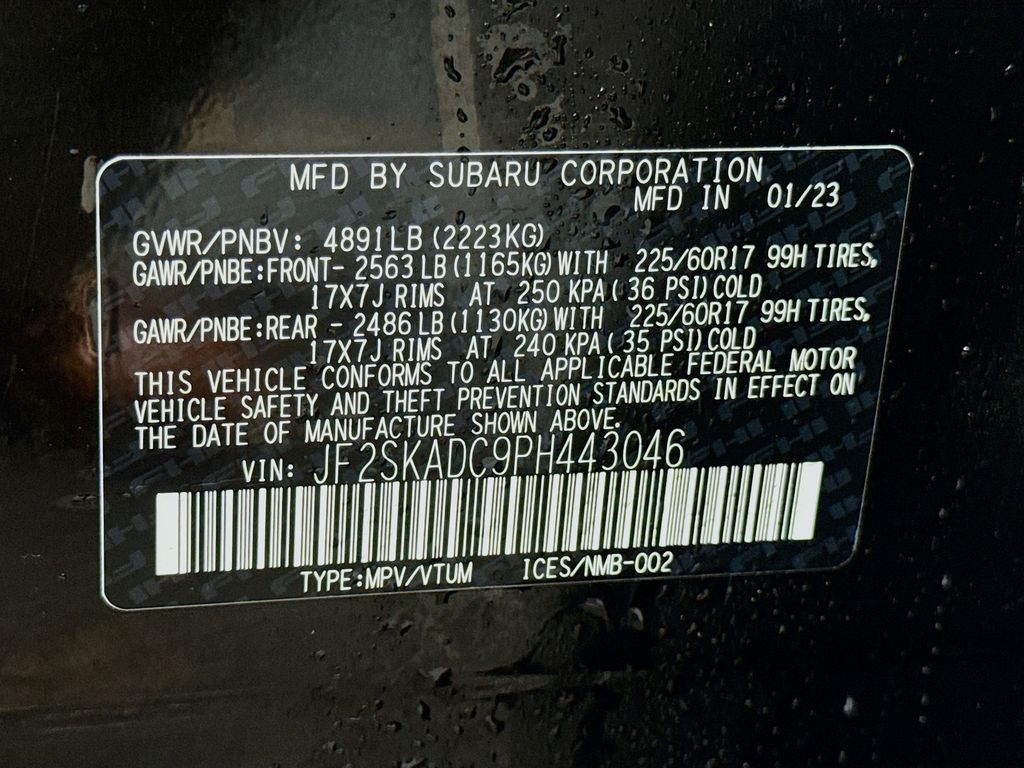 MFD BY SUBARU CORPORATION
MFD IN 01/23
GVWR/PNBV: 4891LB (2223KG)
GAWR/PNBE:FRONT- 2563 LB (1165KG) WITH 225/60R17 99H TIRES,
17X7J RIMS AT 250 KPA ( 36 PSI) COLD
GAWR/PNBE:REAR - 2486 LB (1130KG) WITH 225/60R17 99H TIRES,
17X7J RIMS AT 240 KPA ( 35 PSI) COLD
THIS VEHICLE CONFORMS TO ALL APPLICABLE FEDERAL MOTOR
VEHICLE SAFETY AND THEFT PREVENTION STANDARDS IN EFFECT ON
THE DATE OF MANUFACTURE SHOWN ABOVE.
VIN: JF2SKADC9PH443046
TYPE:MPV/VTUM ICES/NMB-002